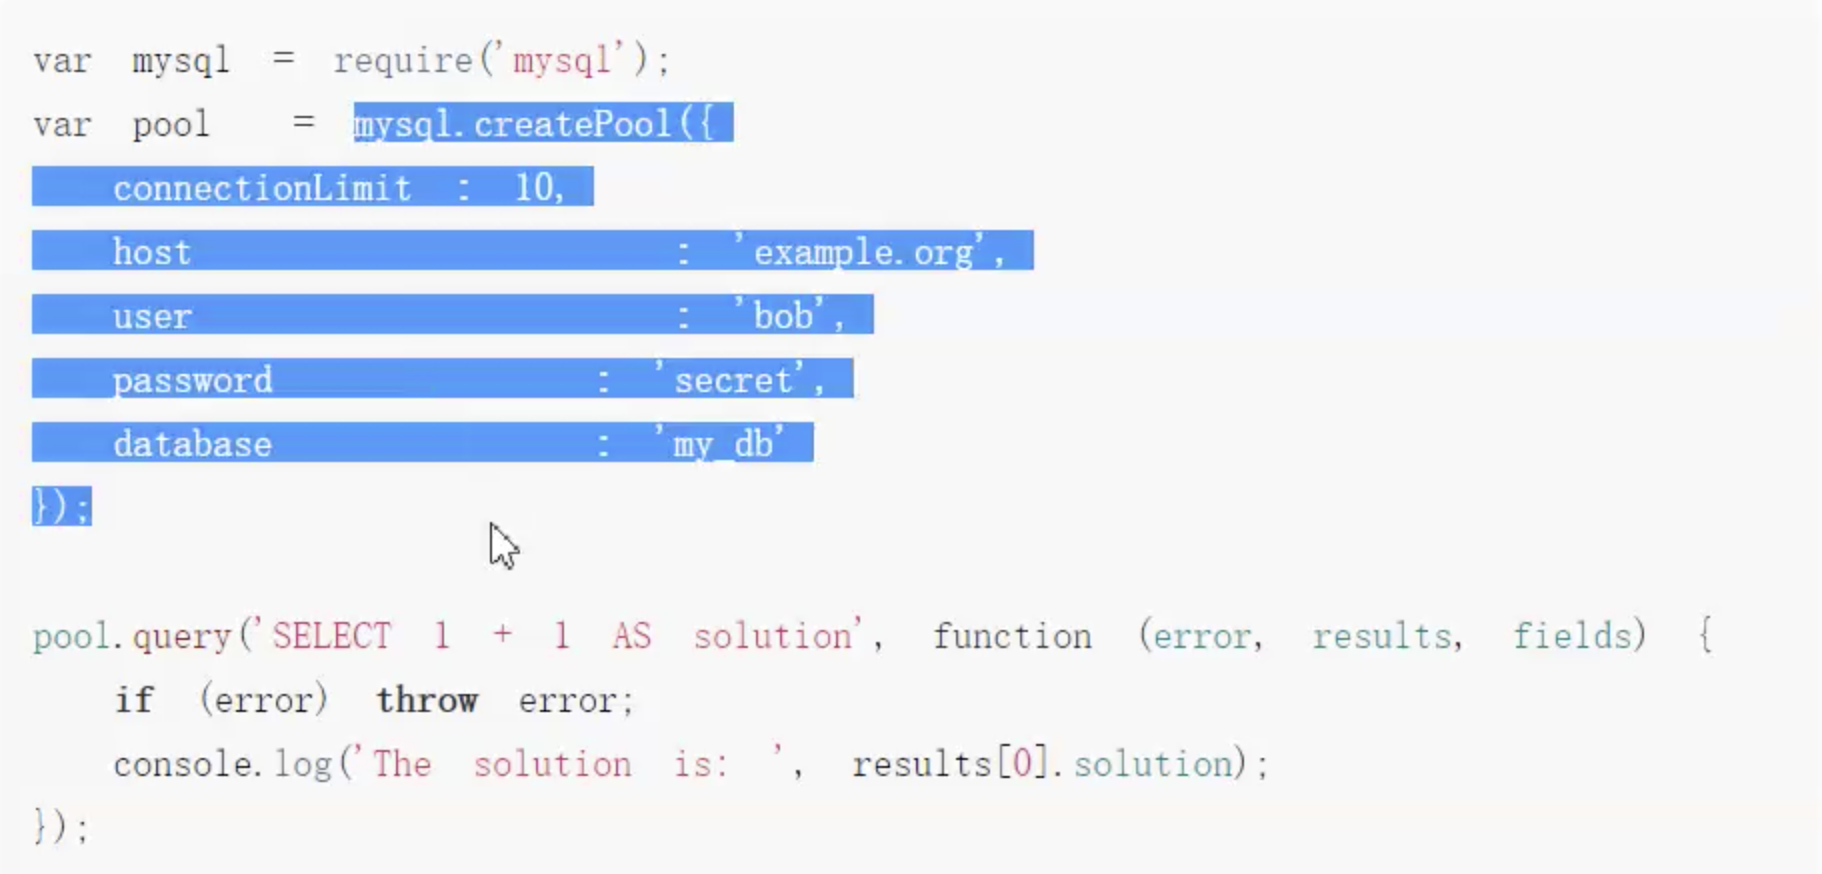 var mysql = require('mysql');
var pool = mysql.createPool({
connectionLimit : 10,
host : 'example.org',
user : 'bob',
password : 'secret',
database : 'my_db'
});
pool.query('SELECT 1 + 1 AS solution', function (error, results, fields) {
if (error) throw error;
console.log('The solution is: ', results[0].solution);
});